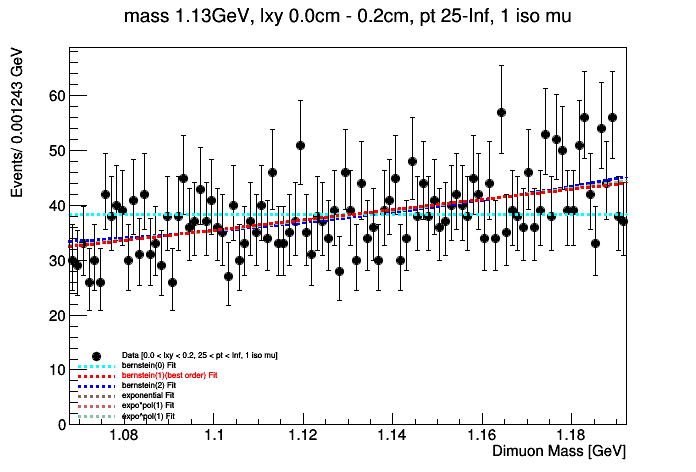 mass 1.13GeV, lxy 0.0cm - 0.2cm, pt 25-Inf, 1 iso mu
Events/ 0.001243 GeV
60
50
40
30
20
10
0
Data [0.0 < lxy < 0.2, 25 < pt < Inf, 1 iso mu]
bernstein(0) Fit
bernstein(1)(best order) Fit
bernstein(2) Fit
exponential Fit
expo*pol(1) Fit
expo^pol(1) Fit
1.08 1.1 1.12 1.14 1.16 1.18
Dimuon Mass [GeV]